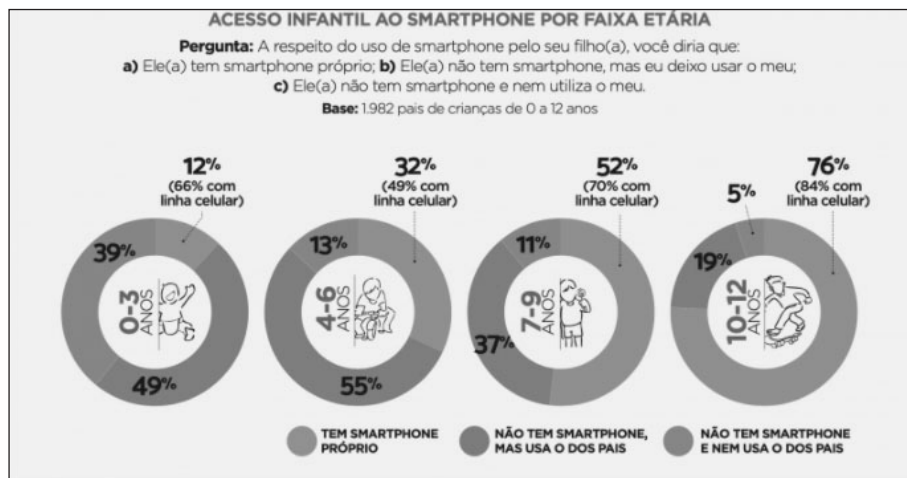 ACESSO INFANTIL AO SMARTPHONE POR FAIXA ETÁRIA
Pergunta: A respeito do uso de smartphone pelo seu filho(a), você diria que:
a) Ele(a) tem smartphone próprio; b) Ele(a) não tem smartphone, mas eu deixo usar o meu;
c) Ele(a) não tem smartphone e nem utiliza o meu.
Base: 1.982 pais de crianças de 0 a 12 anos
12%
(66% com
linha celular)
39%
0-3
ANOS
49%
32%
(49% com
linha celular)
13%
4-6
ANOS
55%
52%
(70% com
linha celular)
11%
7-9
ANOS
37%
76%
(84% com
linha celular)
5%
19%
10-12
ANOS
TEM SMARTPHONE
PRÓPRIO
NÃO TEM SMARTPHONE,
MAS USA O DOS PAIS
NÃO TEM SMARTPHONE
E NEM USA O DOS PAIS